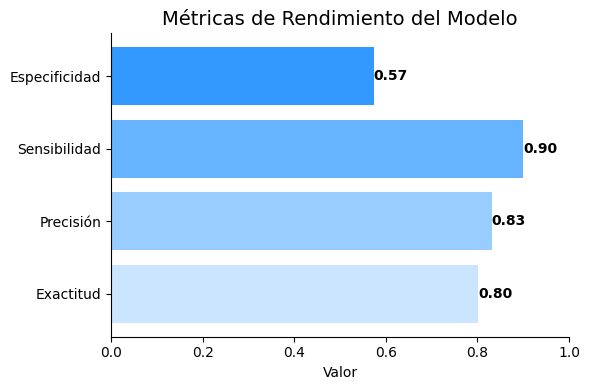 Métricas de Rendimiento del Modelo
Especificidad
0.57
Sensibilidad
0.90
Precisión
0.83
Exactitud
0.80
0.0 0.2 0.4 0.6 0.8 1.0
Valor